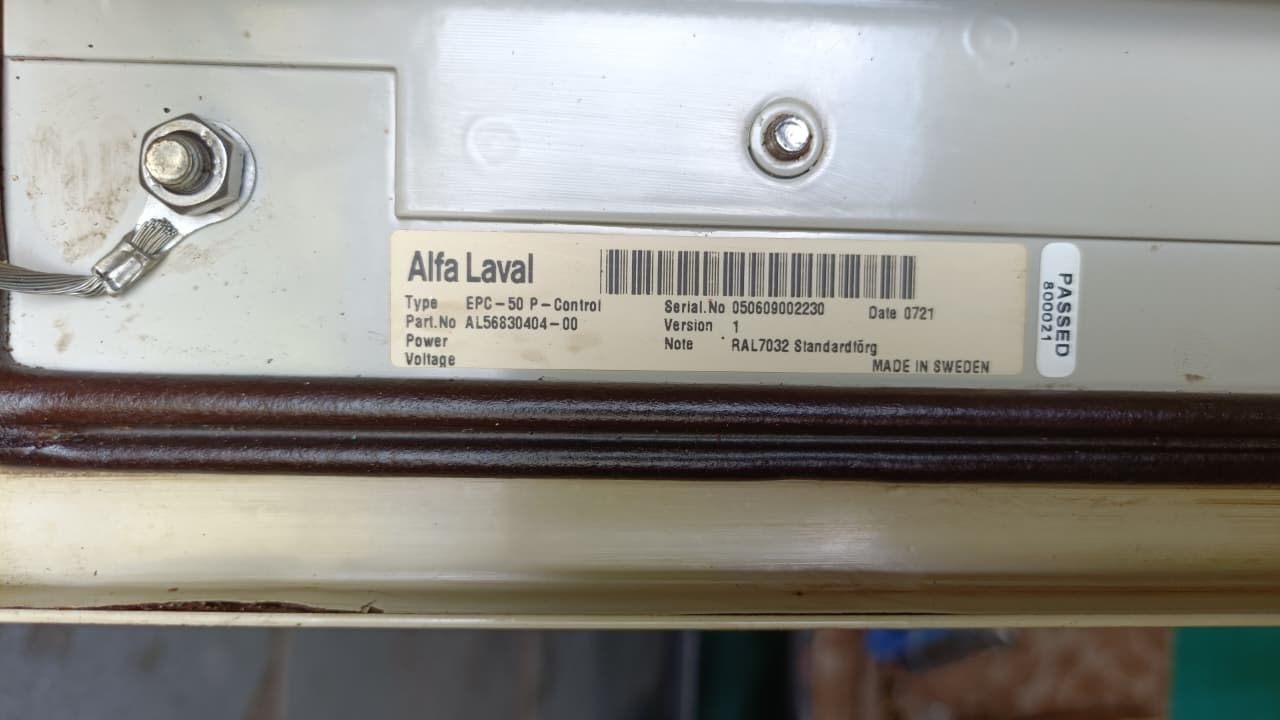 Alfa Laval
Type EPC-50 P-Control
Part.No AL56830404-00
Power
Voltage
Serial.No 050609002230 Date 0721
Version 1
Note RAL7032 Standardförg
MADE IN SWEDEN
PASSED
800021